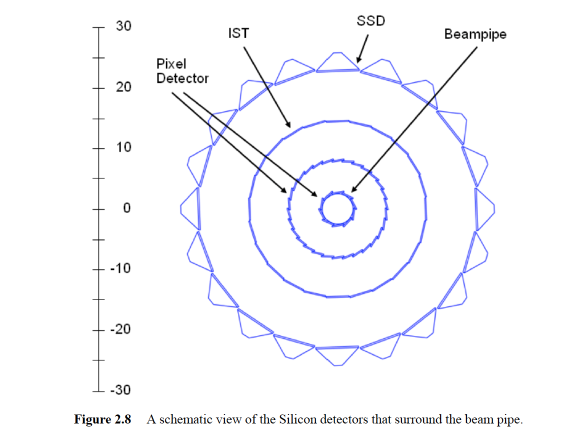 30
SSD
IST
Beampipe
Pixel
Detector
20
10
0
-10
-20
-30
Figure 2.8 A schematic view of the Silicon detectors that surround the beam pipe.